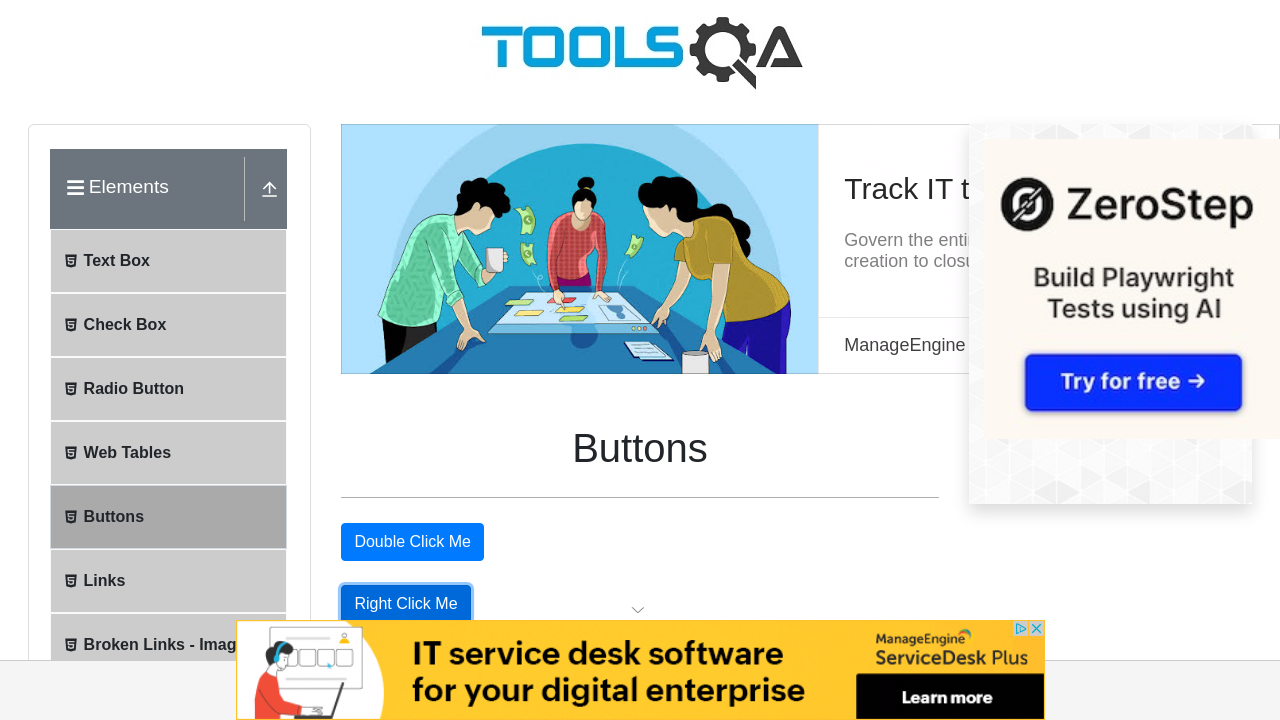 TOOLSQA
Elements
Text Box
Check Box
Radio Button
Web Tables
Buttons
Links
Broken Links - Imag
Track IT t
Govern the enti
creation to closu
ManageEngine
ZeroStep
Build Playwright
Tests using AI
Try for free →
Buttons
Double Click Me
Right Click Me
IT service desk software
for your digital enterprise
ManageEngine
ServiceDesk Plus
Learn more